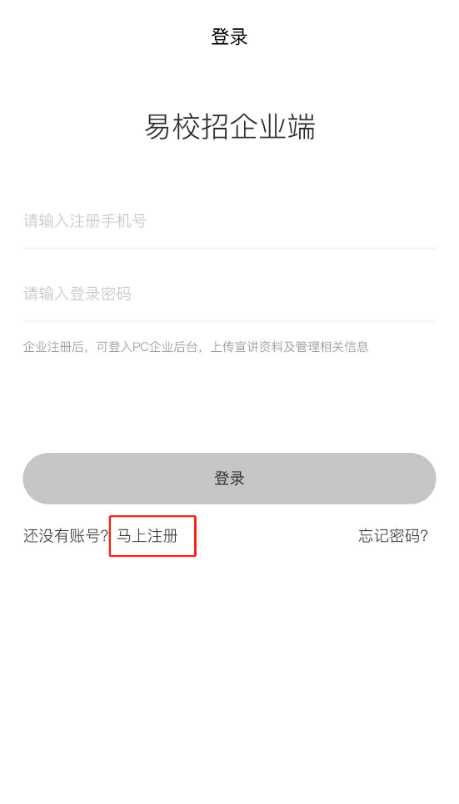 登录
易校招企业端
请输入注册手机号
请输入登录密码
企业注册后，可登入PC企业后台，上传宣讲资料及管理相关信息
登录
还没有账号? 马上注册 忘记密码?